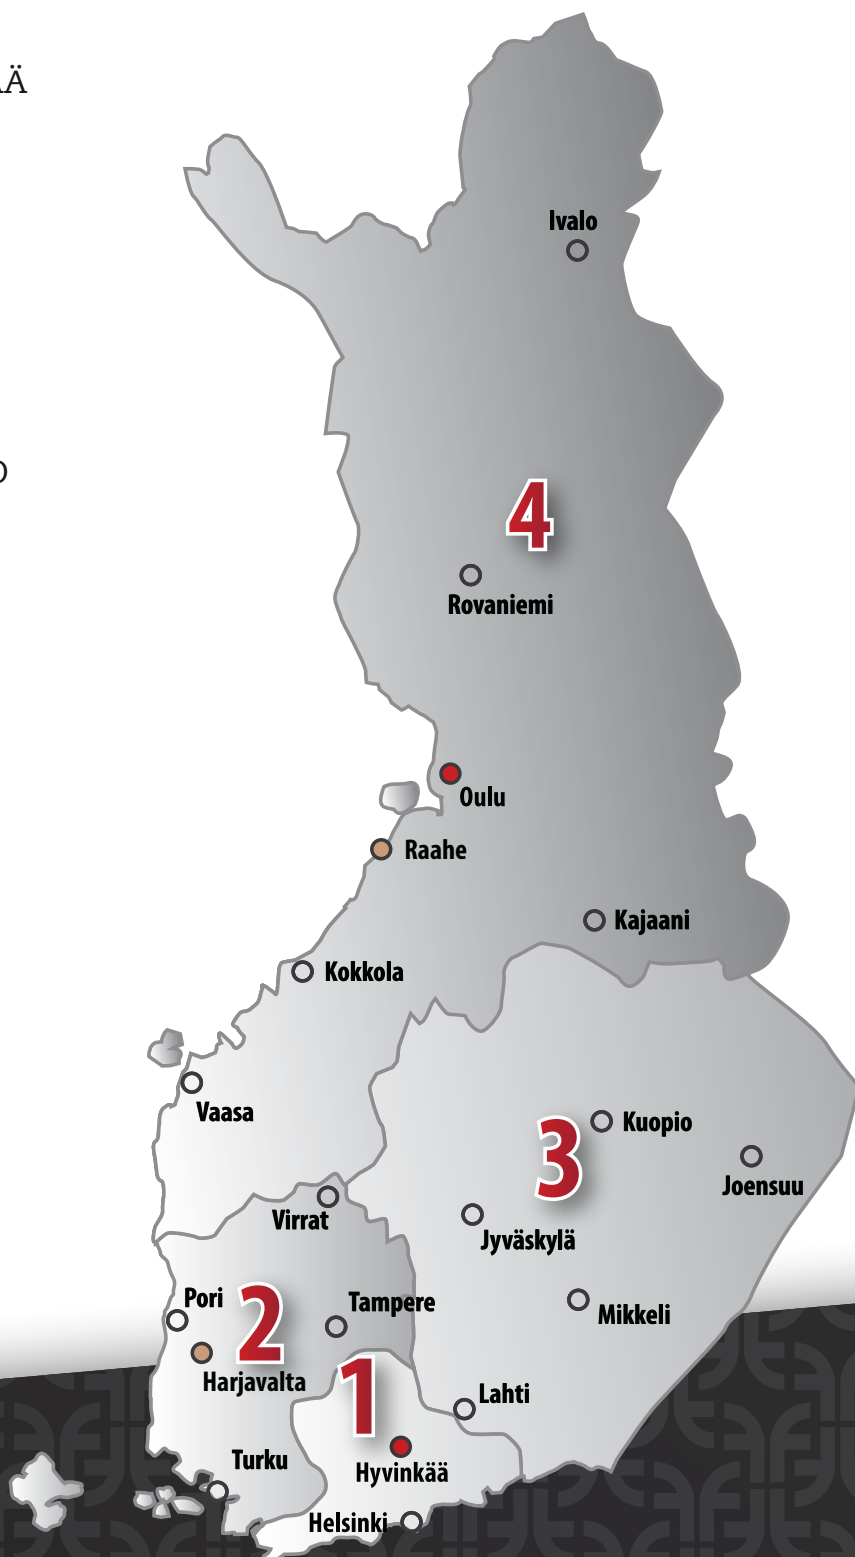 Ä
Ivalo
4
Rovaniemi
Oulu
Raahe
Kajaani
Kokkola
Vaasa
3
Kuopio
Joensuu
Virrat
Jyväskylä
Pori
2
Tampere
Mikkeli
Harjavalta
1
Lahti
Turku
Hyvinkää
Helsinki